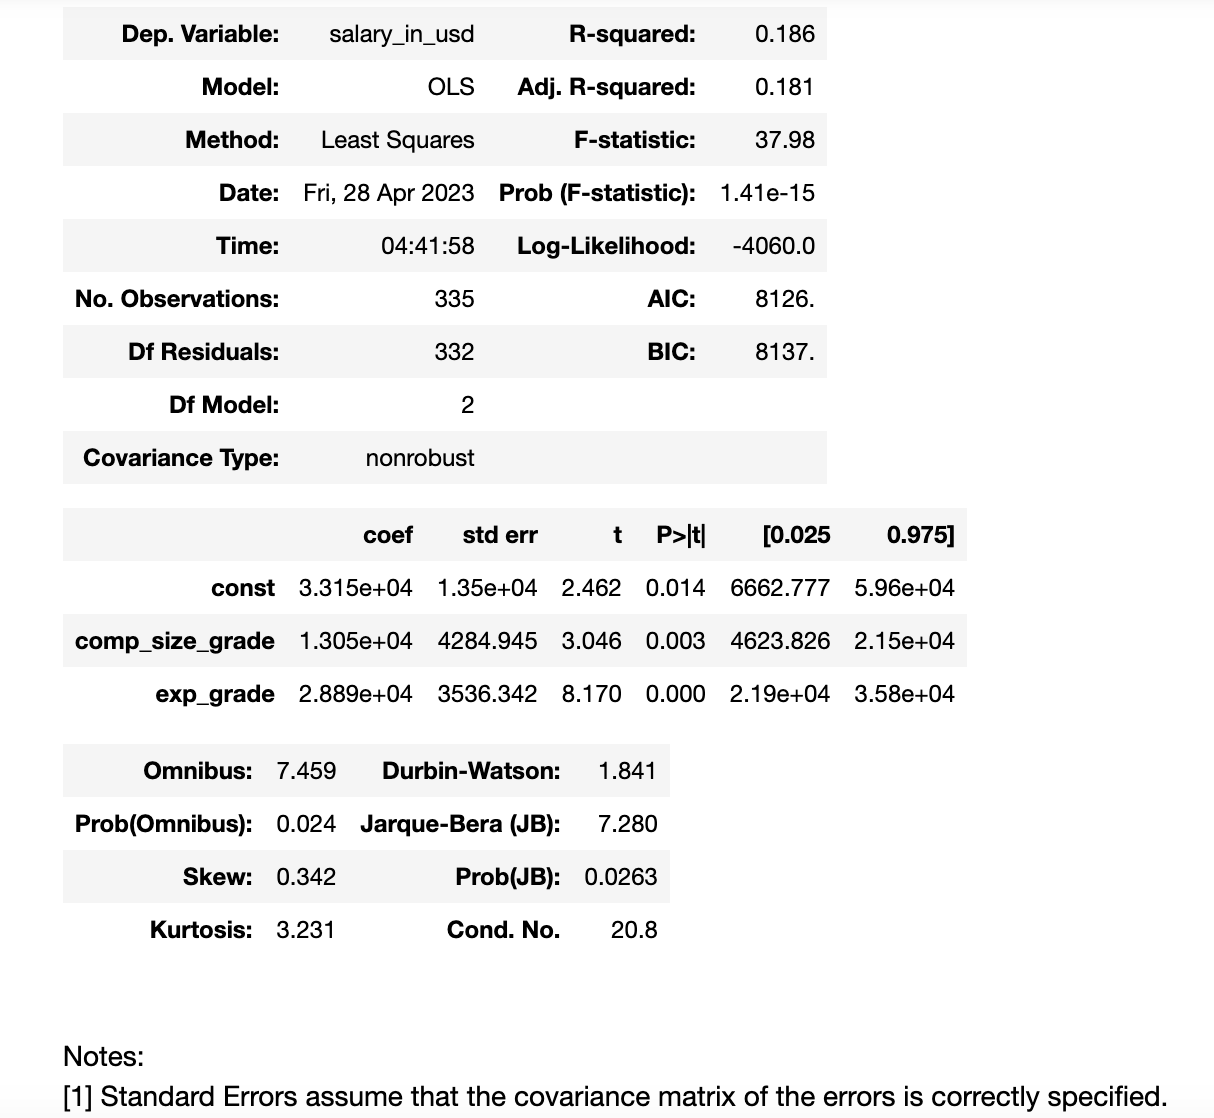 Dep. Variable: salary_in_usd R-squared: 0.186
Model: OLS Adj. R-squared: 0.181
Method: Least Squares F-statistic: 37.98
Date: Fri, 28 Apr 2023 Prob (F-statistic): 1.41e-15
Time: 04:41:58 Log-Likelihood: -4060.0
No. Observations: 335 AIC: 8126.
Df Residuals: 332 BIC: 8137.
Df Model: 2
Covariance Type: nonrobust
coef std err t P>|t| [0.025 0.975]
const 3.315e+04 1.35e+04 2.462 0.014 6662.777 5.96e+04
comp_size_grade 1.305e+04 4284.945 3.046 0.003 4623.826 2.15e+04
exp_grade 2.889e+04 3536.342 8.170 0.000 2.19e+04 3.58e+04
Omnibus: 7.459 Durbin-Watson: 1.841
Prob(Omnibus): 0.024 Jarque-Bera (JB): 7.280
Skew: 0.342 Prob(JB): 0.0263
Kurtosis: 3.231 Cond. No. 20.8
Notes:
[1] Standard Errors assume that the covariance matrix of the errors is correctly specified.